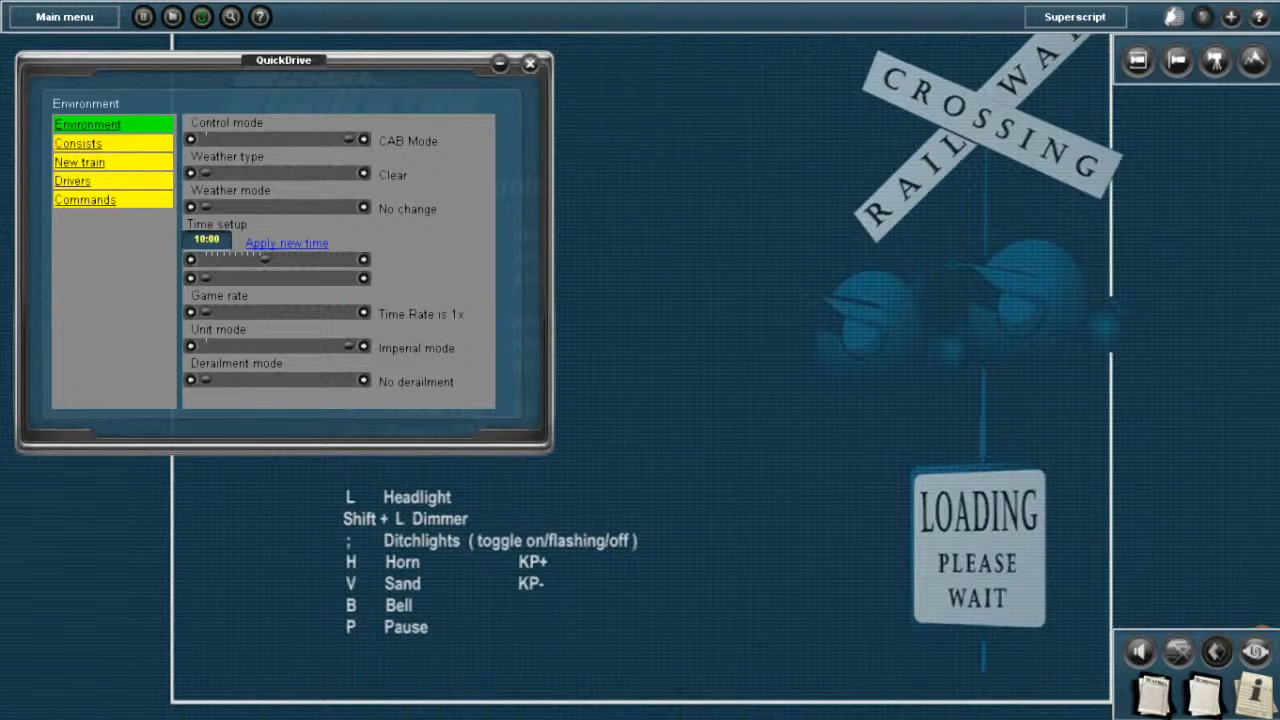 Main menu
Superscript
QuickDrive
Environment
Environment
Consists
New train
Drivers
Commands
Control mode
CAB Mode
Weather type
Clear
Weather mode
No change
Time setup
10:00
Apply new time
Game rate
Time Rate is 1x
Unit mode
Imperial mode
Derailment mode
No derailment
RAILWAY
CROSSING
L Headlight
Shift + L Dimmer
; Ditchlights ( toggle on/flashing/off )
H Horn KP+
V Sand KP-
B Bell
P Pause
LOADING
PLEASE
WAIT